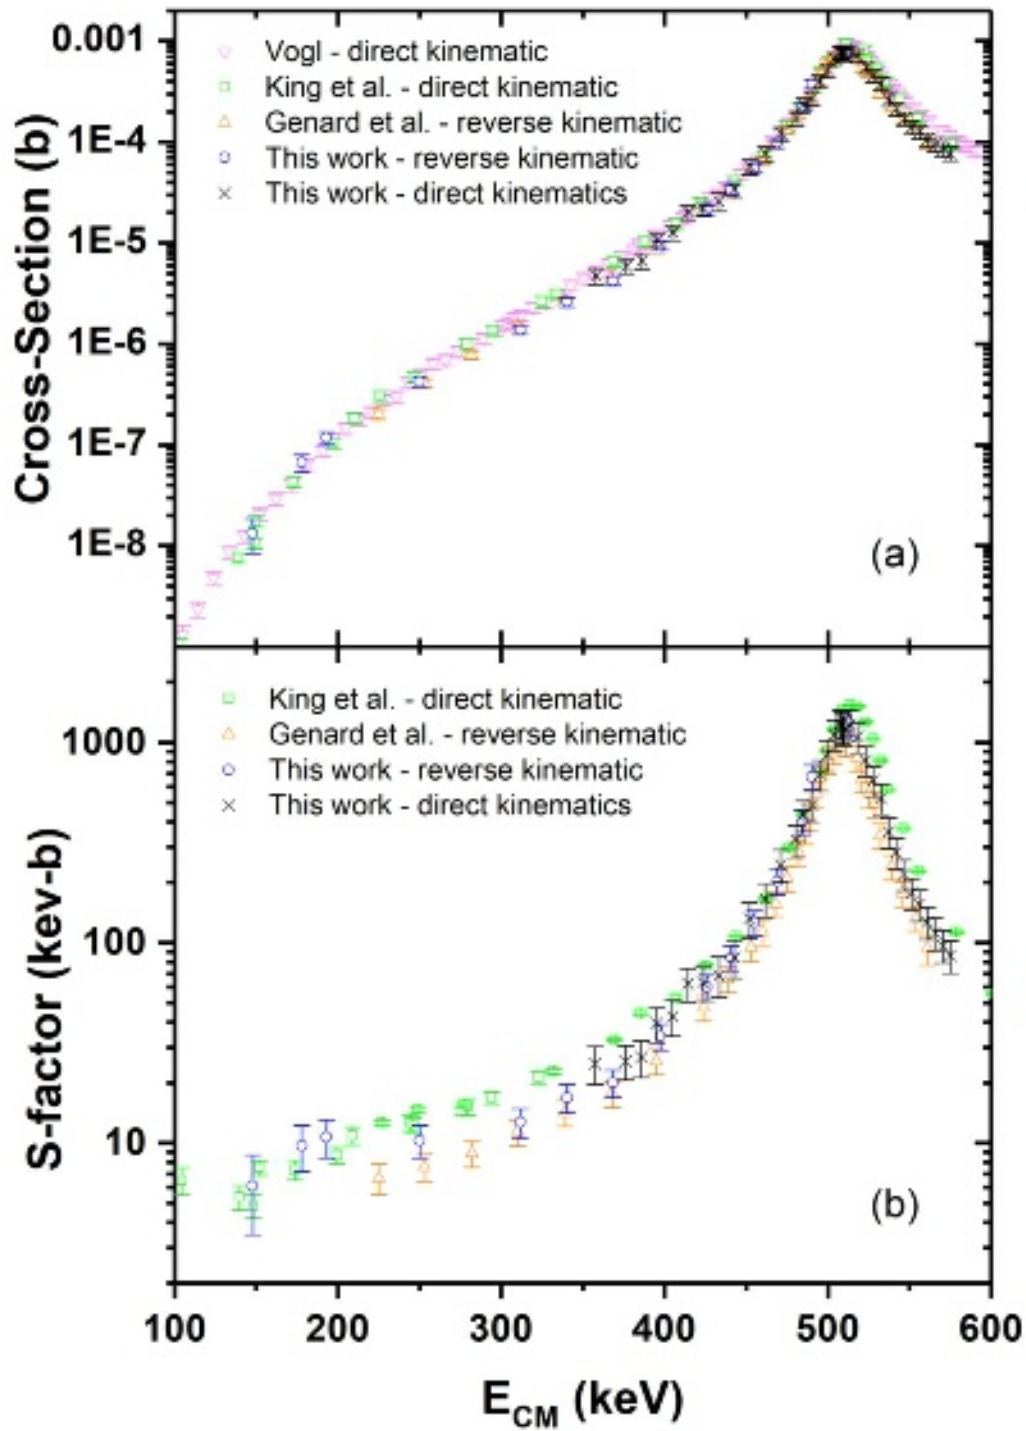 0.001
1E-4
1E-5
1E-6
1E-7
1E-8
Cross-Section (b)
Vogl - direct kinematic
King et al. - direct kinematic
Genard et al. - reverse kinematic
This work - reverse kinematic
This work - direct kinematics
(a)
1000
100
10
S-factor (kev-b)
King et al. - direct kinematic
Genard et al. - reverse kinematic
This work - reverse kinematic
This work - direct kinematics
(b)
100 200 300 400 500 600
E_CM (keV)